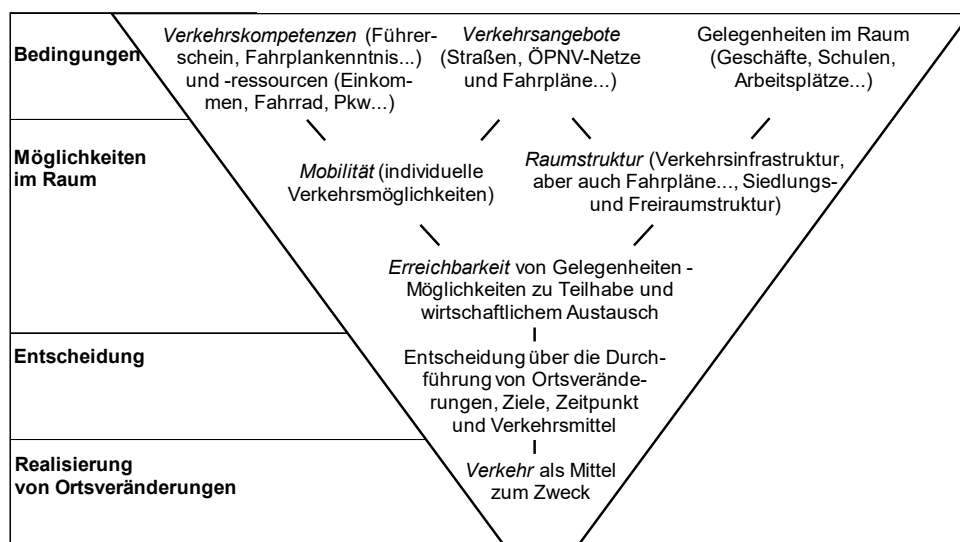 Bedingungen
Verkehrskompetenzen (Führer-
schein, Fahrplankenntnis...)
und -ressourcen (Einkom-
men, Fahrrad, Pkw...)
Verkehrsangebote
(Straßen, ÖPNV-Netze
und Fahrpläne...)
Gelegenheiten im Raum
(Geschäfte, Schulen,
Arbeitsplätze...)
Möglichkeiten
im Raum
Mobilität (individuelle
Verkehrsmöglichkeiten)
Raumstruktur (Verkehrsinfrastruktur,
aber auch Fahrpläne..., Siedlungs-
und Freiraumstruktur)
Erreichbarkeit von Gelegenheiten -
Möglichkeiten zu Teilhabe und
wirtschaftlichem Austausch
Entscheidung
Entscheidung über die Durch-
führung von Ortsverände-
rungen, Ziele, Zeitpunkt
und Verkehrsmittel
Realisierung
von Ortsveränderungen
Verkehr als Mittel
zum Zweck